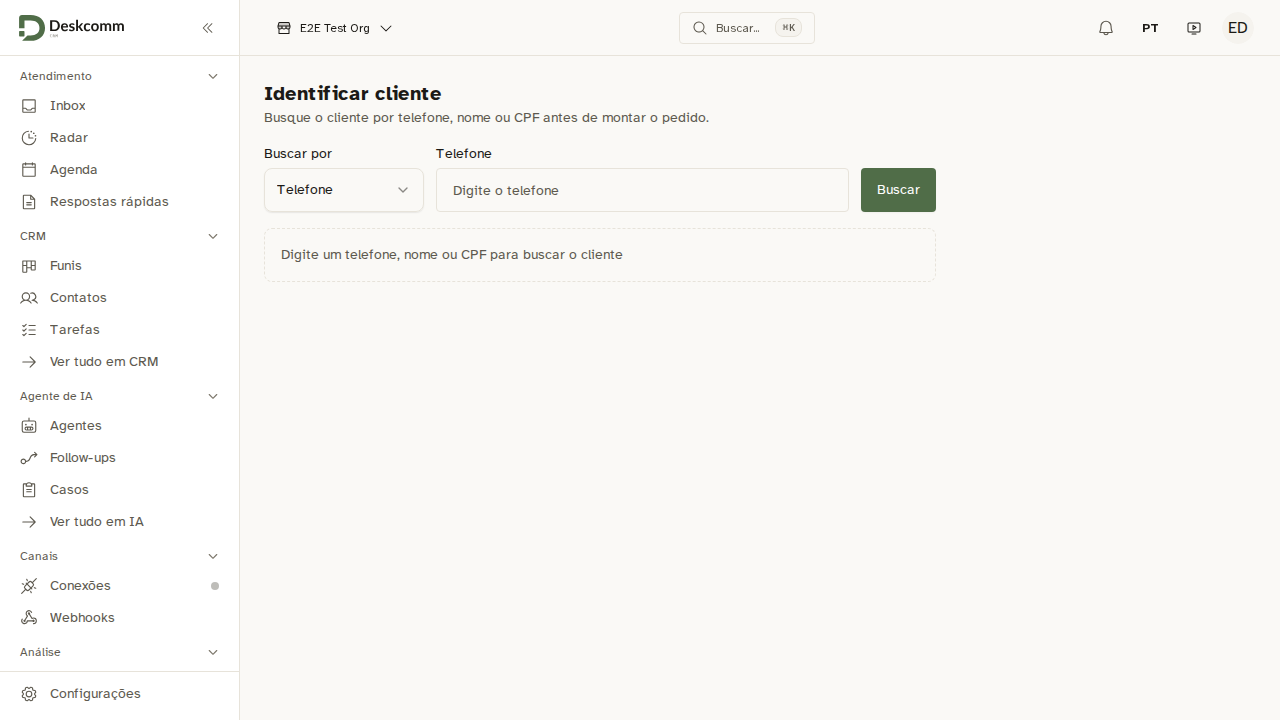 Deskcomm
E2E Test Org
Buscar...
⌘K
PT
ED
Atendimento
Inbox
Radar
Agenda
Respostas rápidas
CRM
Funis
Contatos
Tarefas
Ver tudo em CRM
Agente de IA
Agentes
Follow-ups
Casos
Ver tudo em IA
Canais
Conexões
Webhooks
Análise
Configurações
Identificar cliente
Busque o cliente por telefone, nome ou CPF antes de montar o pedido.
Buscar por
Telefone
Telefone
Digite o telefone
Buscar
Digite um telefone, nome ou CPF para buscar o cliente